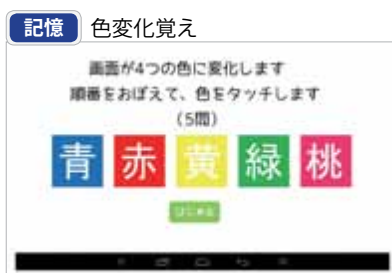 記憶 色変化覚え
画面が4つの色に変化します
順番をおぼえて、色をタッチします
(5問)
青 赤 黄 緑 桃
はじめる